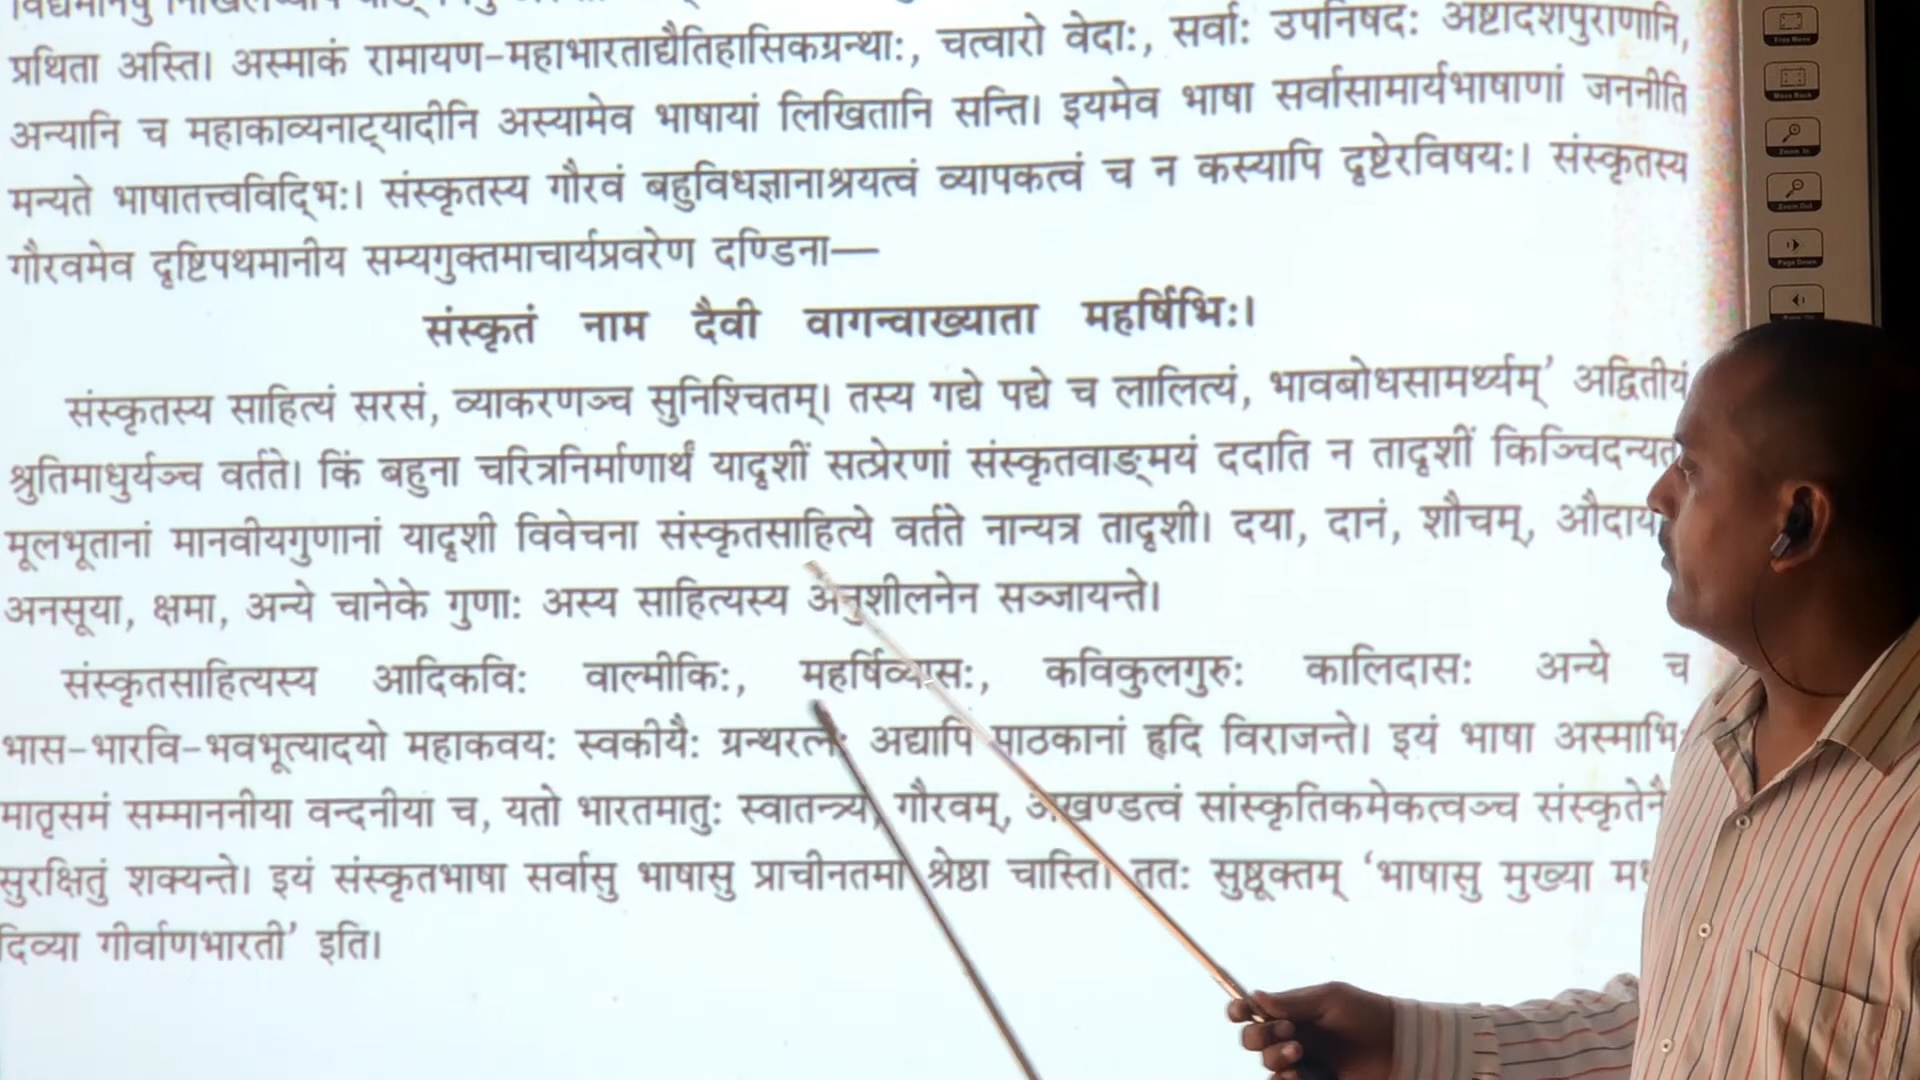 प्रथिता अस्ति। अस्माकं रामायण-महाभारताद्यैतिहासिकग्रन्थाः, चत्वारो वेदाः, सर्वाः उपनिषदः अष्टादशपुराणानि,
अन्यानि च महाकाव्यनाट्यादीनि अस्यामेव भाषायां लिखितानि सन्ति। इयमेव भाषा सर्वासामार्यभाषाणां जननीति
मन्यते भाषातत्त्वविद्भिः। संस्कृतस्य गौरवं बहुविधज्ञानाश्रयत्वं व्यापकत्वं च न कस्यापि दृष्टेरविषयः। संस्कृतस्य
गौरवमेव दृष्टिपथमानीय सम्यगुक्तमाचार्यप्रवरेण दण्डिना—
संस्कृतं नाम दैवी वागन्वाख्याता महर्षिभिः।
संस्कृतस्य साहित्यं सरसं, व्याकरणञ्च सुनिश्चितम्। तस्य गद्ये पद्ये च लालित्यं, भावबोधसामर्थ्यम्’ अद्वितीयं
श्रुतिमाधुर्यञ्च वर्तते। किं बहुना चरित्रनिर्माणार्थं यादृशीं सत्प्रेरणां संस्कृतवाङ्मयं ददाति न तादृशीं किञ्चिदन्यत्
मूलभूतानां मानवीयगुणानां यादृशी विवेचना संस्कृतसाहित्ये वर्तते नान्यत्र तादृशी। दया, दानं, शौचम्,
अनसूया, क्षमा, अन्ये चानेके गुणाः अस्य साहित्यस्य अनुशीलनेन सञ्जायन्ते।
संस्कृतसाहित्यस्य आदिकविः वाल्मीकिः, महर्षिव्यासः, कविकुलगुरुः कालिदासः अन्ये च
भास-भारवि-भवभूत्यादयो महाकवयः स्वकीयैः ग्रन्थरत्नैः अद्यापि पाठकानां हृदि विराजन्ते। इयं भाषा
मातृसमं सम्माननीया वन्दनीया च, यतो भारतमातुः स्वातन्त्र्यं, गौरवम्, अखण्डत्वं सांस्कृतिकमेकत्वञ्च
सुरक्षितुं शक्यन्ते। इयं संस्कृतभाषा सर्वासु भाषासु प्राचीनतमा श्रेष्ठा चास्ति। ततः सुष्ठूक्तम् ‘भाषासु मुख्या
दिव्या गीर्वाणभारती’ इति।
Zoom In
Zoom Out
Page Down